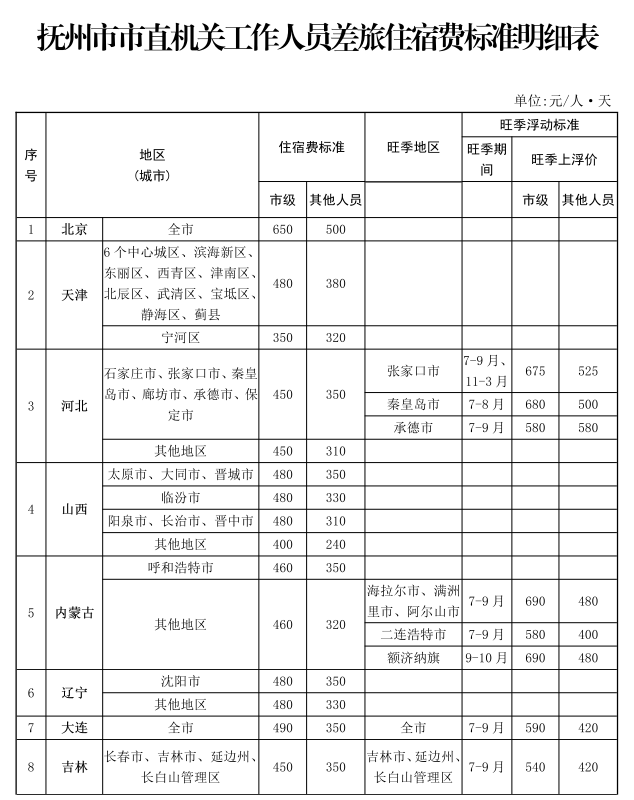 抚州市市直机关工作人员差旅住宿费标准明细表
单位:元/人·天
序号 地区(城市) 住宿费标准 旺季地区 旺季浮动标准
旺季期间 旺季上浮价
市级 其他人员 市级 其他人员
1 北京 全市 650 500
2 天津 6个中心城区、滨海新区、
东丽区、西青区、津南区、
北辰区、武清区、宝坻区、
静海区、蓟县 480 380
宁河区 350 320
3 河北 石家庄市、张家口市、秦皇
岛市、廊坊市、承德市、保
定市 450 350
张家口市 7-9月、
11-3月 675 525
秦皇岛市 7-8月 680 500
承德市 7-9月 580 580
其他地区 450 310
4 山西 太原市、大同市、晋城市 480 350
临汾市 480 330
阳泉市、长治市、晋中市 480 310
其他地区 400 240
5 内蒙古 呼和浩特市 460 350
其他地区 460 320
海拉尔市、满洲
里市、阿尔山市 7-9月 690 480
二连浩特市 7-9月 580 400
额济纳旗 9-10月 690 480
6 辽宁 沈阳市 480 350
其他地区 480 330
7 大连 全市 490 350 全市 7-9月 590 420
8 吉林 长春市、吉林市、延边州、
长白山管理区 450 350
吉林市、延边州、
长白山管理区 7-9月 540 420